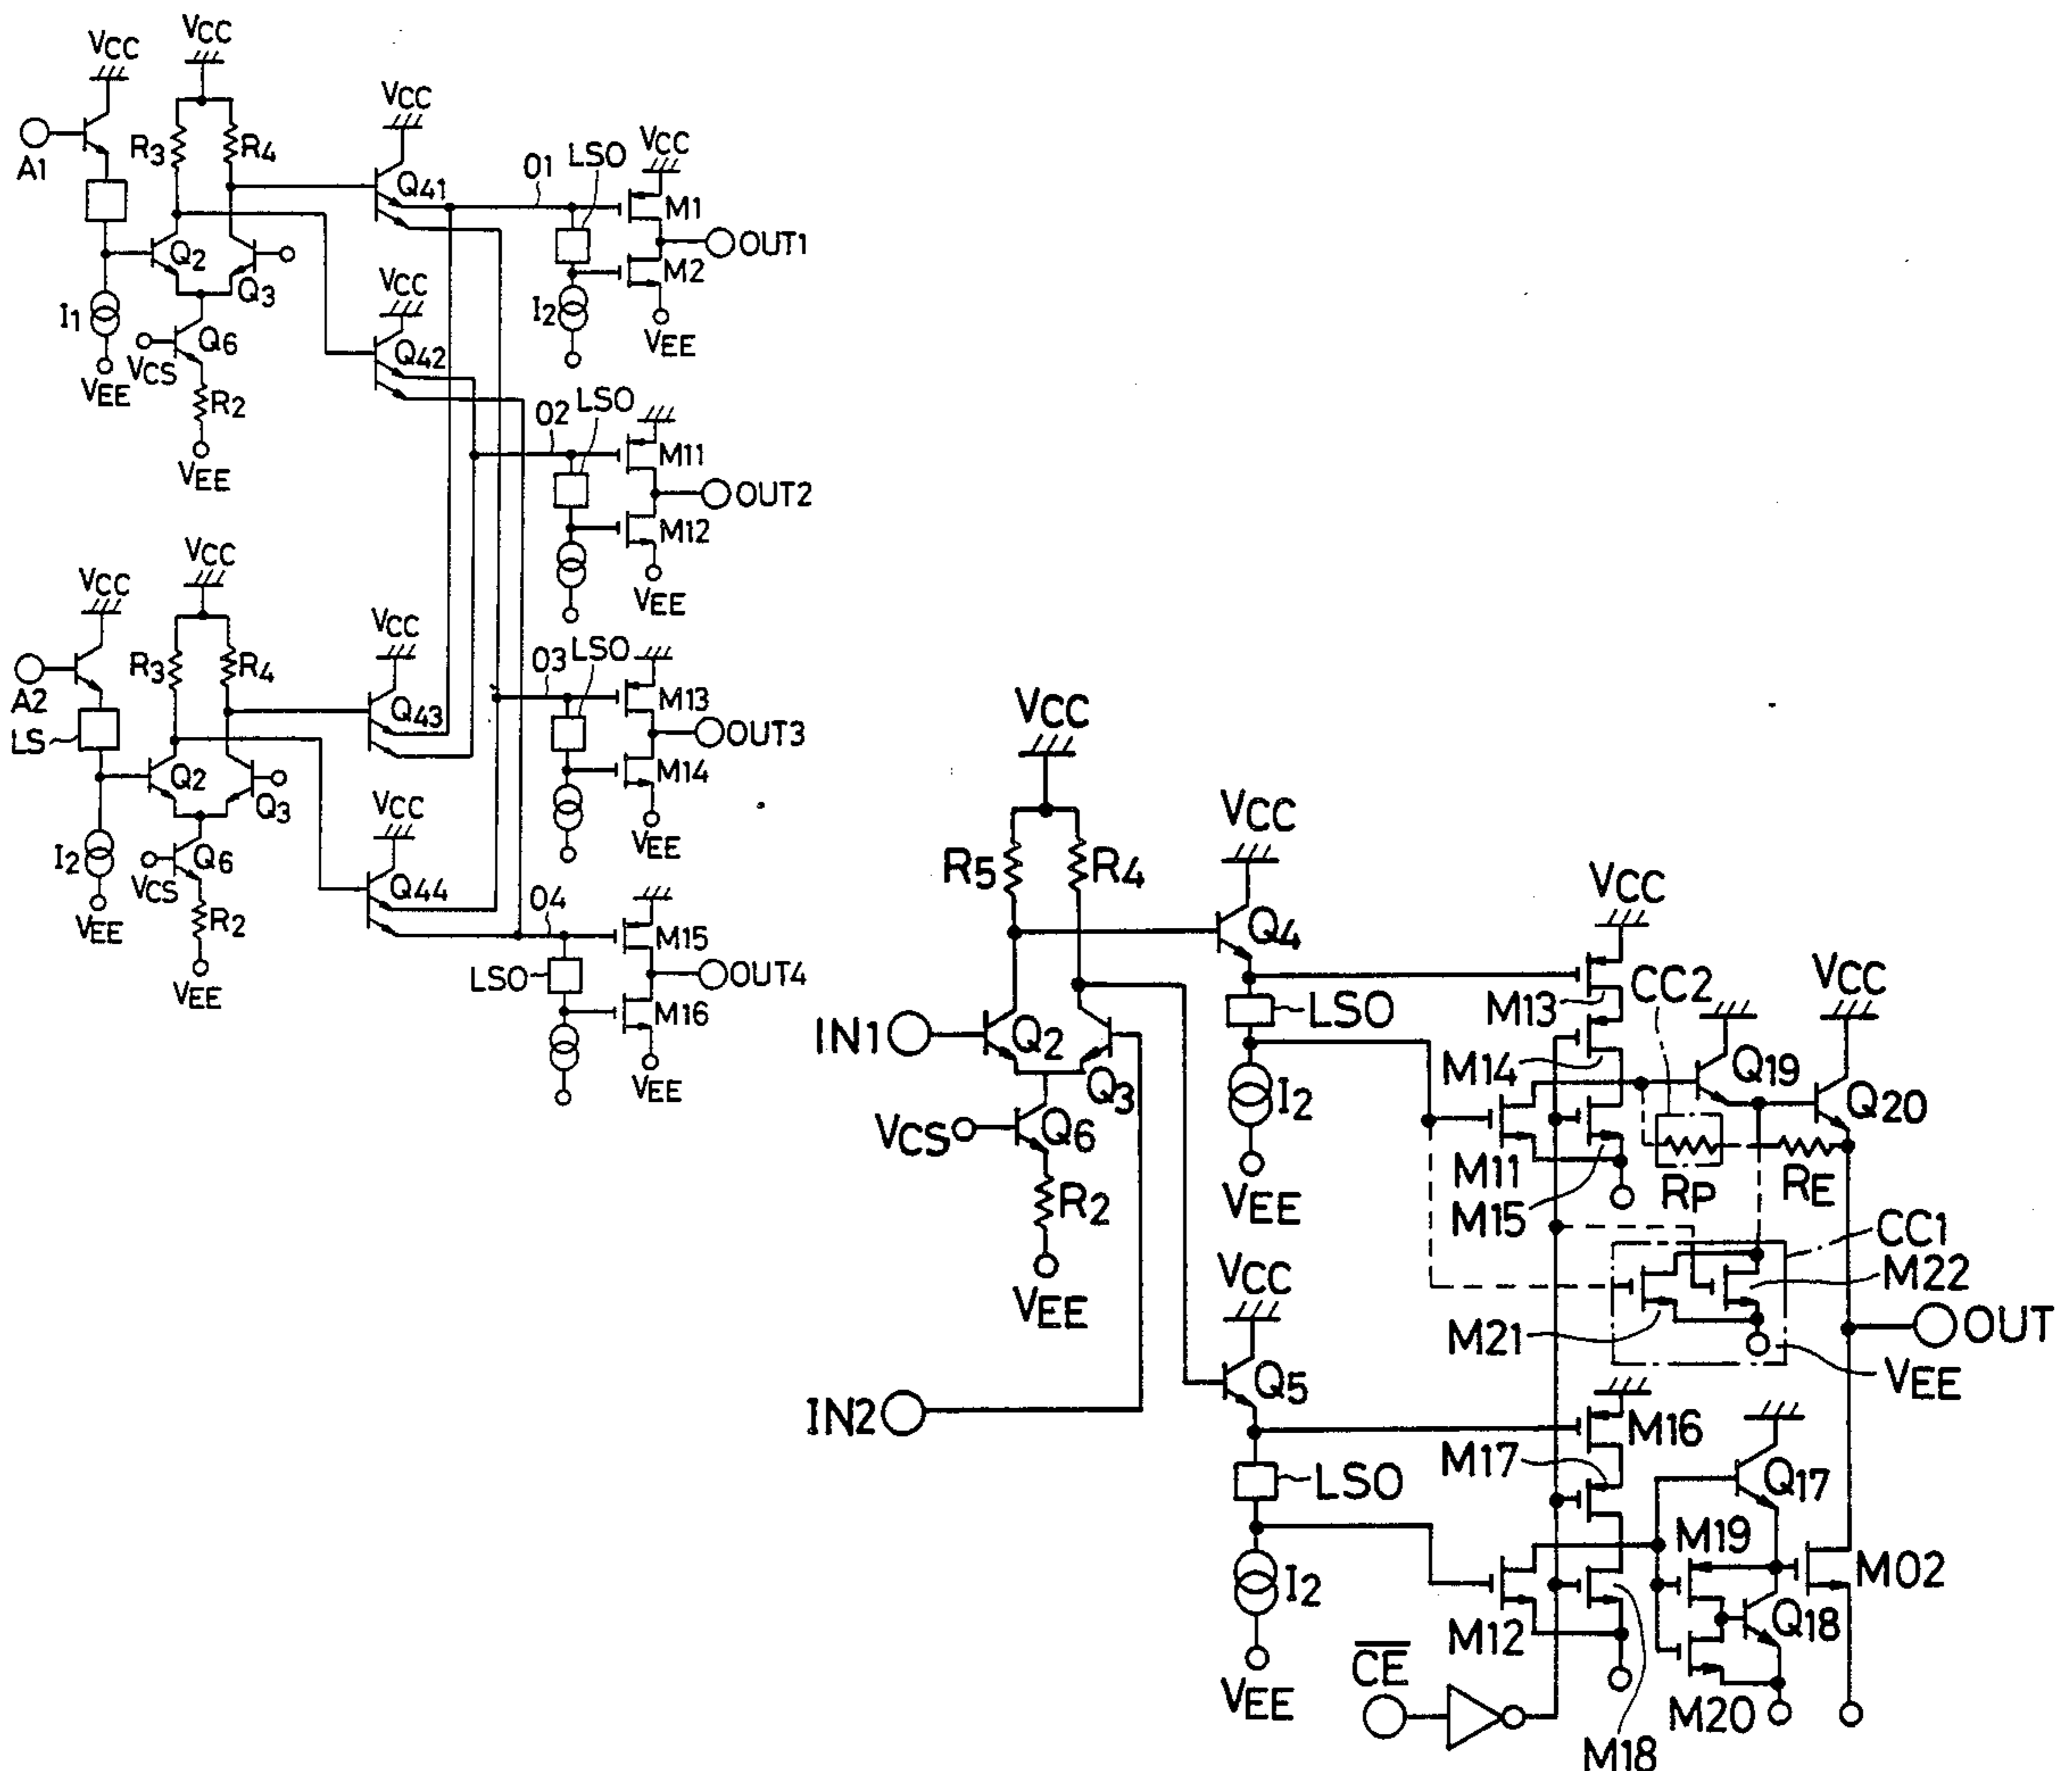 VCC
VCC
VCC
A1
R3
R4
Q41
O1
LSO
VCC
M1
OUT1
Q2
Q3
M2
I1
I2
VCC
Q6
VCS
VEE
Q42
VEE
R2
VEE
O2
LSO
M11
OUT2
M12
VCC
VCC
VEE
VCC
A2
R3
R4
LS
Q43
O3
LSO
M13
OUT3
M14
Q2
Q3
VCC
I2
Q6
VCS
VEE
VEE
Q44
R2
VEE
O4
LSO
M15
OUT4
M16
VEE
VCC
R5
R4
VCC
Q4
VCC
LSO
M13
CC2
VCC
IN1
Q2
Q3
M14
Q19
Q20
I2
VCS
Q6
M11
M15
RP
RE
R2
VEE
VEE
CC1
VCC
M22
M21
OUT
VEE
Q5
IN2
M16
M17
LSO
Q17
M19
M02
I2
M12
Q18
CE
VEE
M20
M18